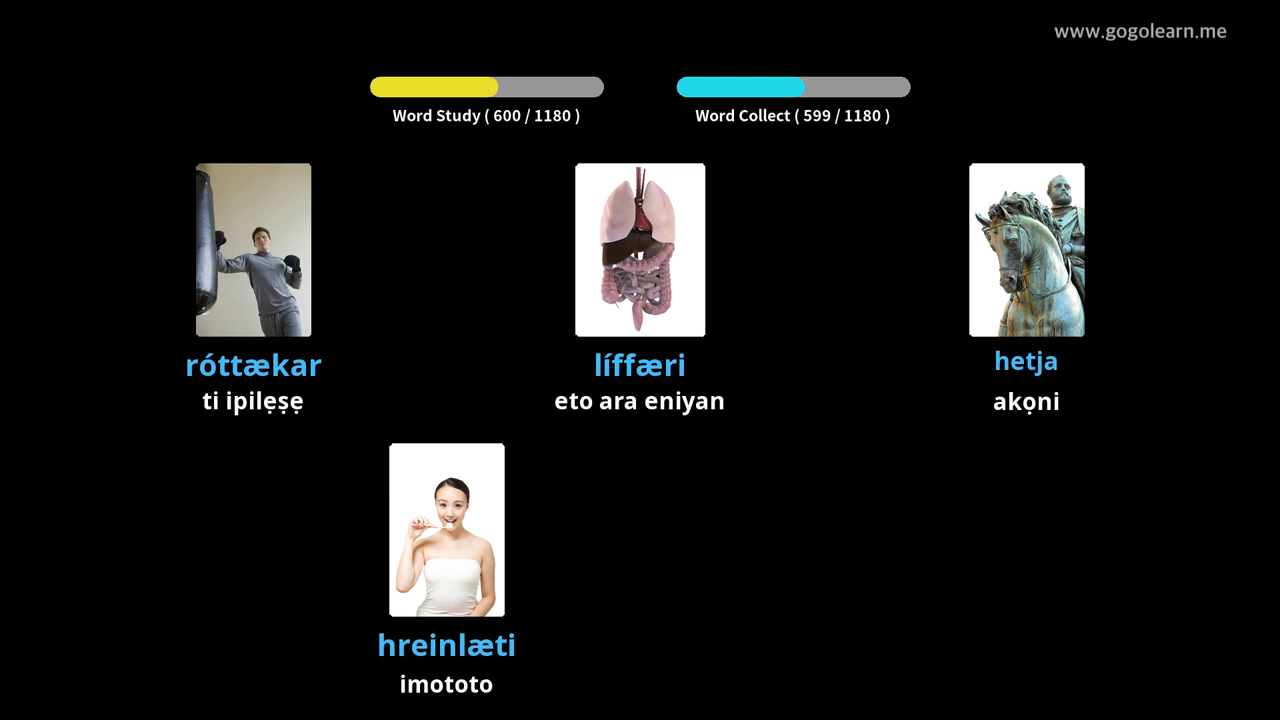 www.gogolearn.me
Word Study ( 600 / 1180 )
Word Collect ( 599 / 1180 )
róttækar
ti ipilẹṣẹ
líffæri
eto ara eniyan
hetja
akọni
hreinlæti
imototo